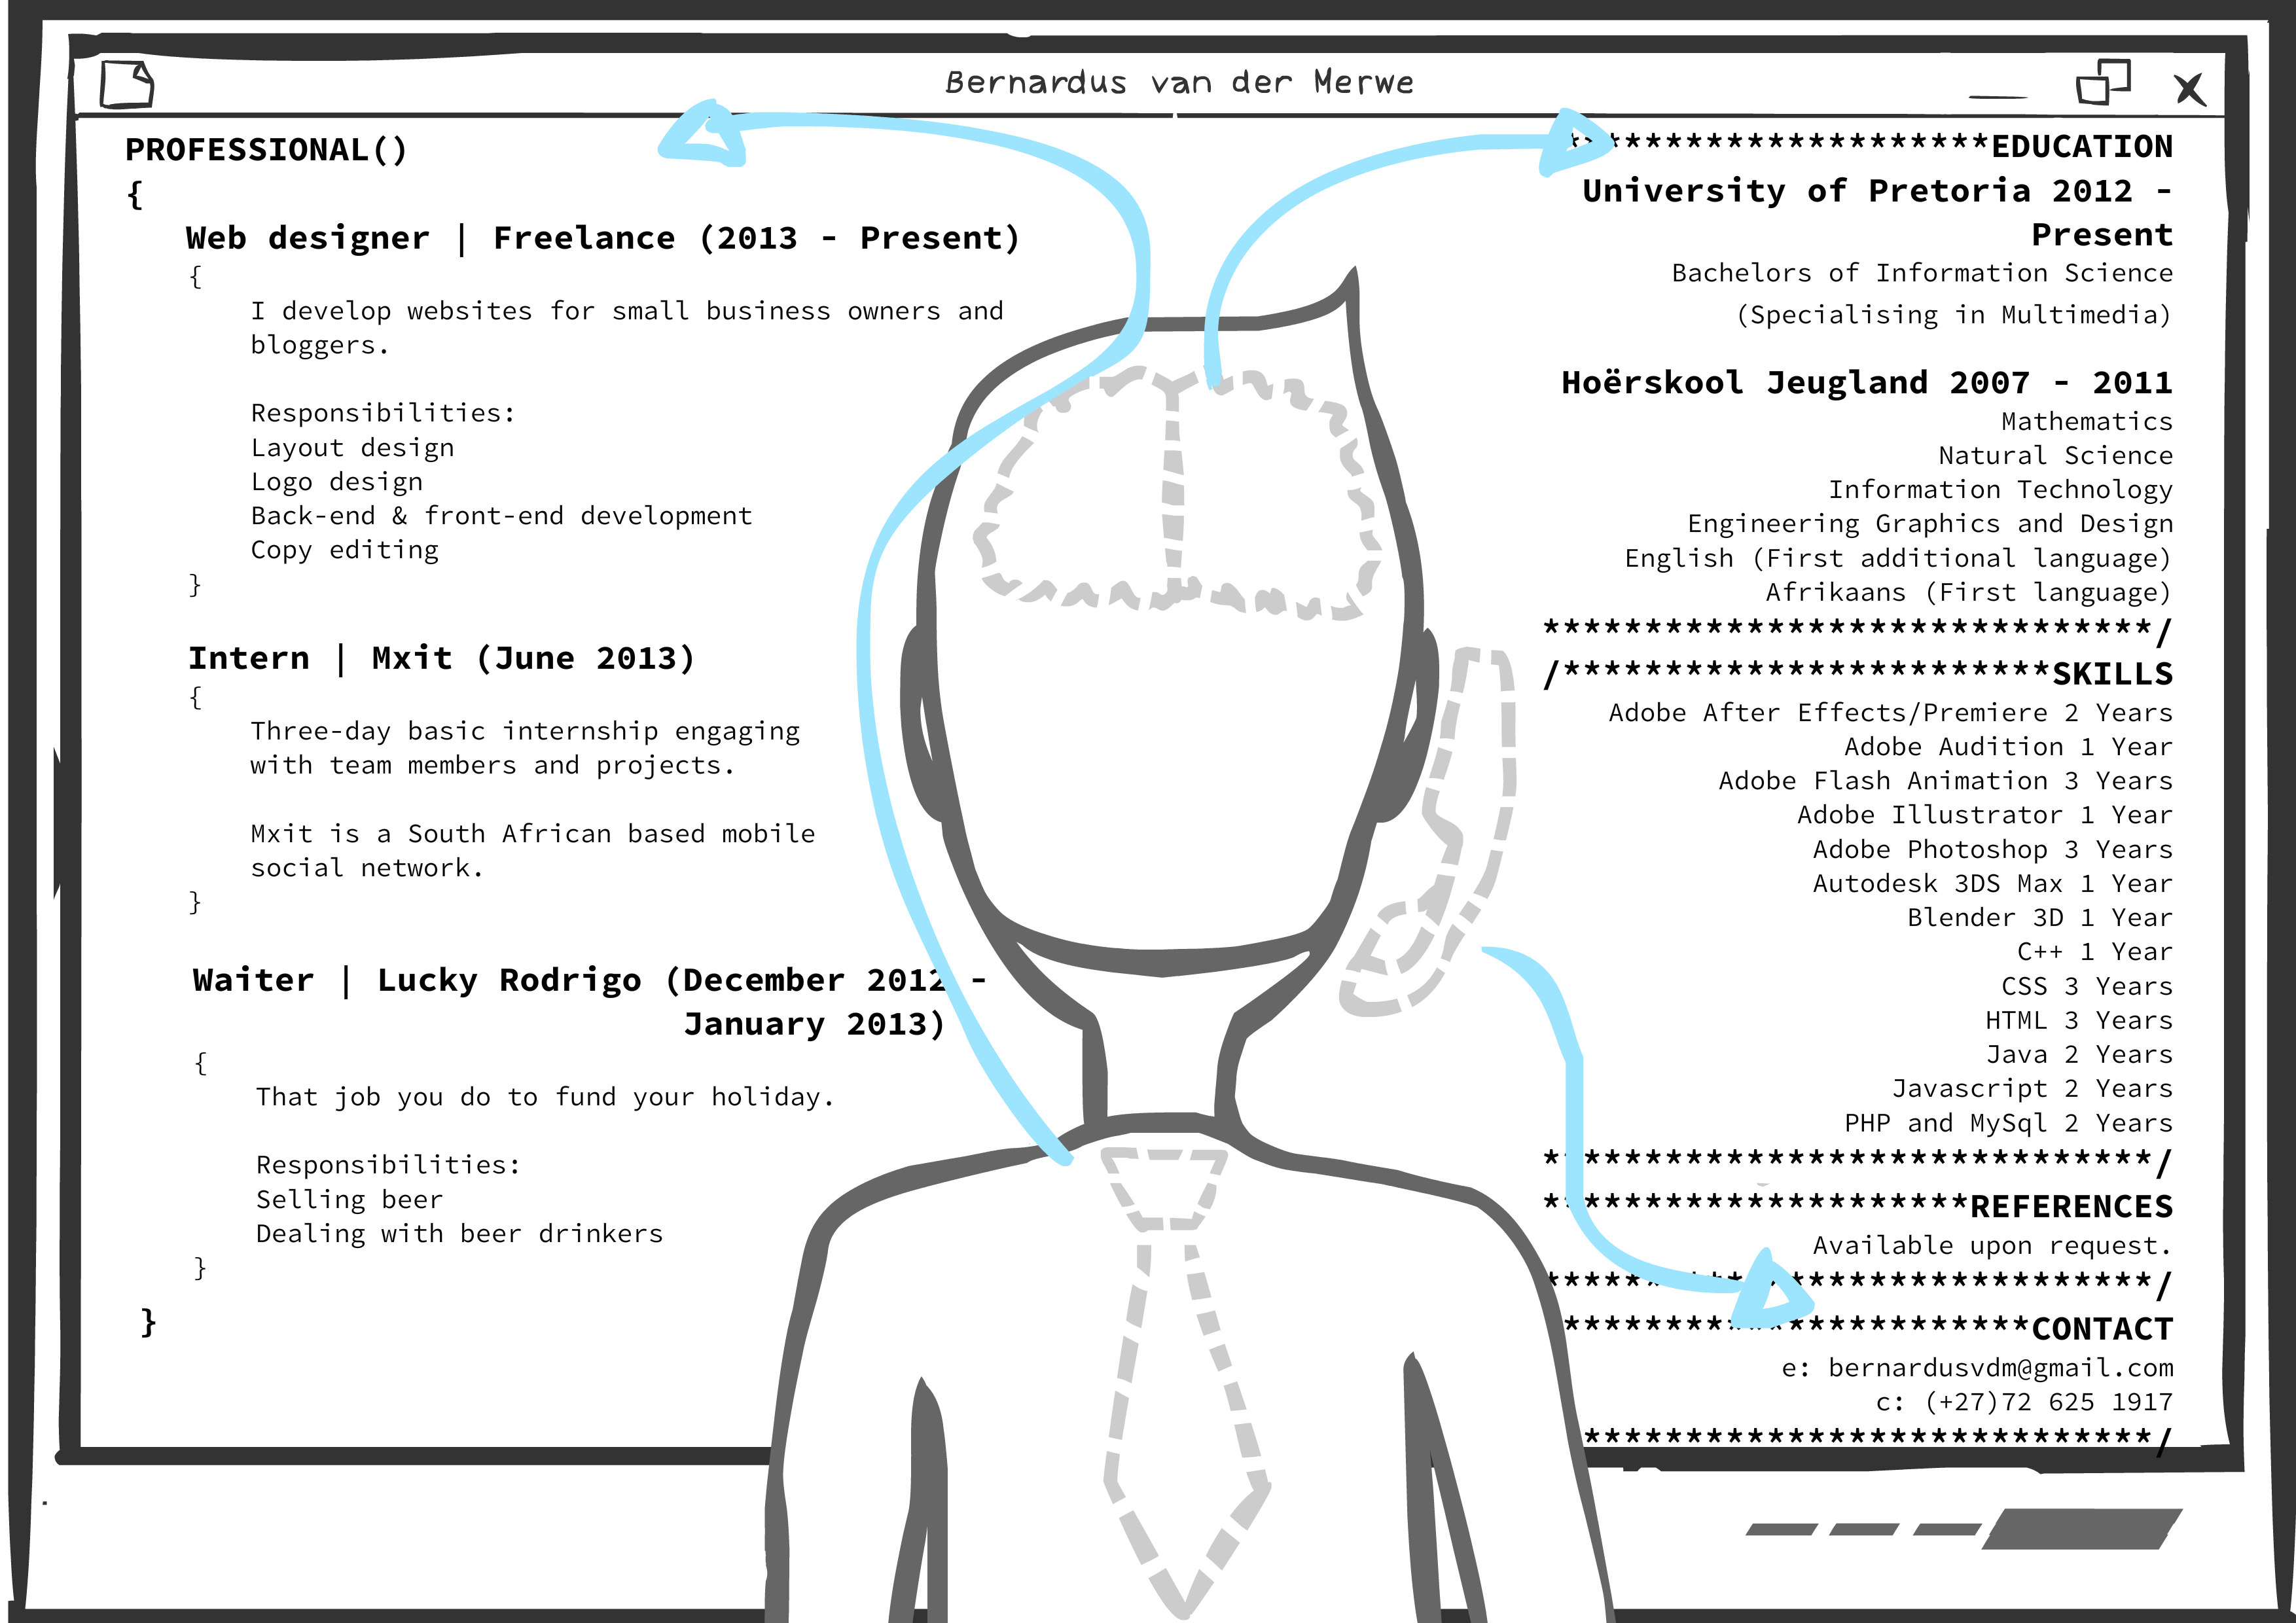 Bernardus van der Merwe
PROFESSIONAL()
{
Web designer | Freelance (2013 - Present)
{
I develop websites for small business owners and
bloggers.
Responsibilities:
Layout design
Logo design
Back-end & front-end development
Copy editing
}
Intern | Mxit (June 2013)
{
Three-day basic internship engaging
with team members and projects.
Mxit is a South African based mobile
social network.
}
Waiter | Lucky Rodrigo (December 2012 -
January 2013)
{
That job you do to fund your holiday.
Responsibilities:
Selling beer
Dealing with beer drinkers
}
}
*********************EDUCATION
University of Pretoria 2012 -
Present
Bachelors of Information Science
(Specialising in Multimedia)
Hoërskool Jeugland 2007 - 2011
Mathematics
Natural Science
Information Technology
Engineering Graphics and Design
English (First additional language)
Afrikaans (First language)
******************************/
/************************SKILLS
Adobe After Effects/Premiere 2 Years
Adobe Audition 1 Year
Adobe Flash Animation 3 Years
Adobe Illustrator 1 Year
Adobe Photoshop 3 Years
Autodesk 3DS Max 1 Year
Blender 3D 1 Year
C++ 1 Year
CSS 3 Years
HTML 3 Years
Java 2 Years
Javascript 2 Years
PHP and MySql 2 Years
******************************/
*********************REFERENCES
Available upon request.
******************************/
***********************CONTACT
e: bernardusvdm@gmail.com
c: (+27)72 625 1917
****************************/